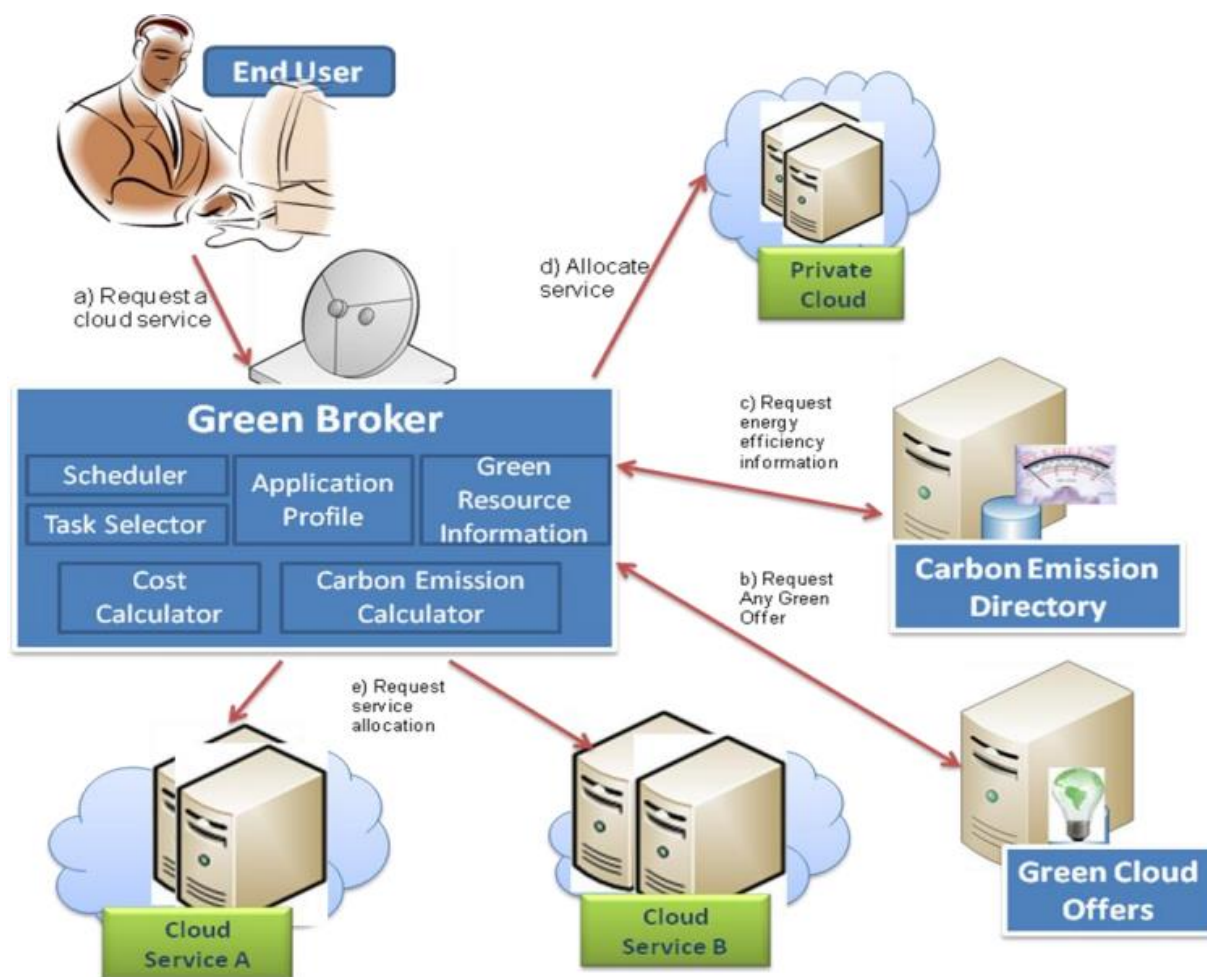 End User
a) Request a
cloud service
d) Allocate
service
Private
Cloud
Green Broker
Scheduler
Task Selector
Application
Profile
Green
Resource
Information
Cost
Calculator
Carbon Emission
Calculator
c) Request
energy
efficiency
information
Carbon Emission
Directory
b) Request
Any Green
Offer
Green Cloud
Offers
e) Request
service
allocation
Cloud
Service A
Cloud
Service B